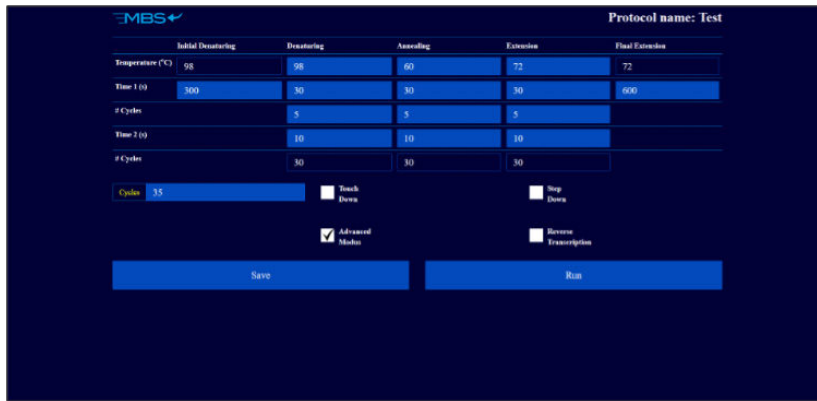 MBS
Protocol name: Test
Initial Denaturing Denaturing Annealing Extension Final Extension
Temperature (°C) 98 98 60 72 72
Time 1 (s) 300 30 30 30 600
# Cycles 5 5 5
Time 2 (s) 10 10 10
# Cycles 30 30 30
Cycles 35
Touch
Down
Step
Down
Advanced
Modus
Reverse
Transcription
Save Run